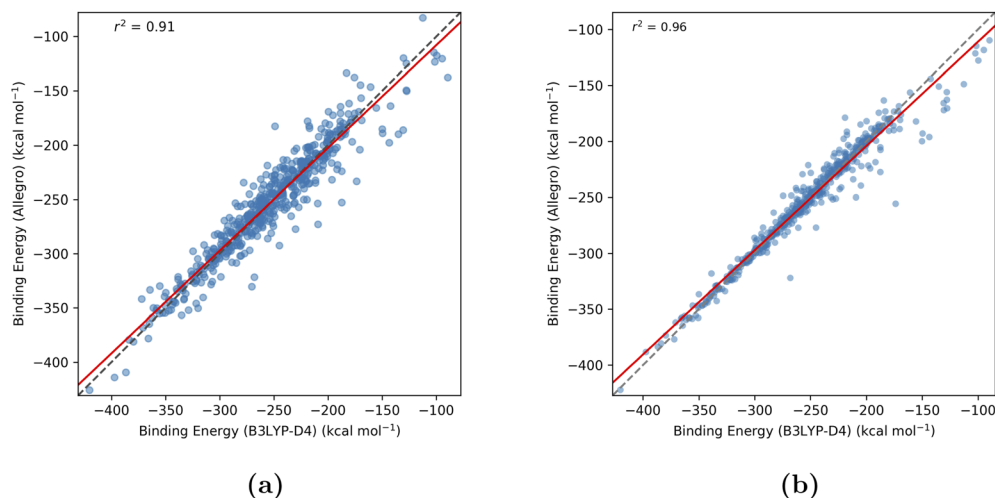 r² = 0.91
−100
−150
−200
−250
−300
−350
−400
Binding Energy (Allegro) (kcal mol⁻¹)
−400 −350 −300 −250 −200 −150 −100
Binding Energy (B3LYP-D4) (kcal mol⁻¹)
(a)
r² = 0.96
−100
−150
−200
−250
−300
−350
−400
Binding Energy (Allegro) (kcal mol⁻¹)
−400 −350 −300 −250 −200 −150 −100
Binding Energy (B3LYP-D4) (kcal mol⁻¹)
(b)